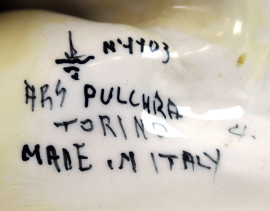 N°4403
ARS PULCHRA
TORINO
MADE IN ITALY